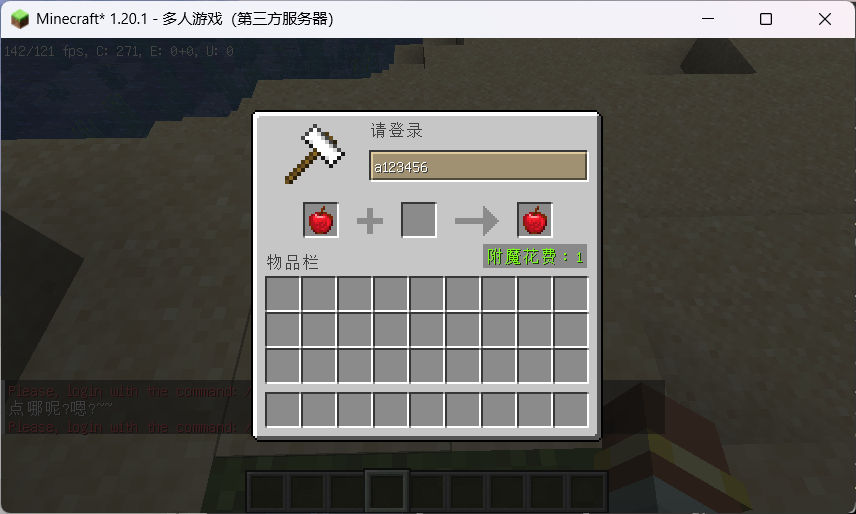 Minecraft* 1.20.1 - 多人游戏（第三方服务器）
142/121 fps, C: 271, E: 0+0, U: 0
请登录
a123456
附魔花费：1
物品栏
Please, login with the command: /
点哪呢?嗯?~~
Please, login with the command: /